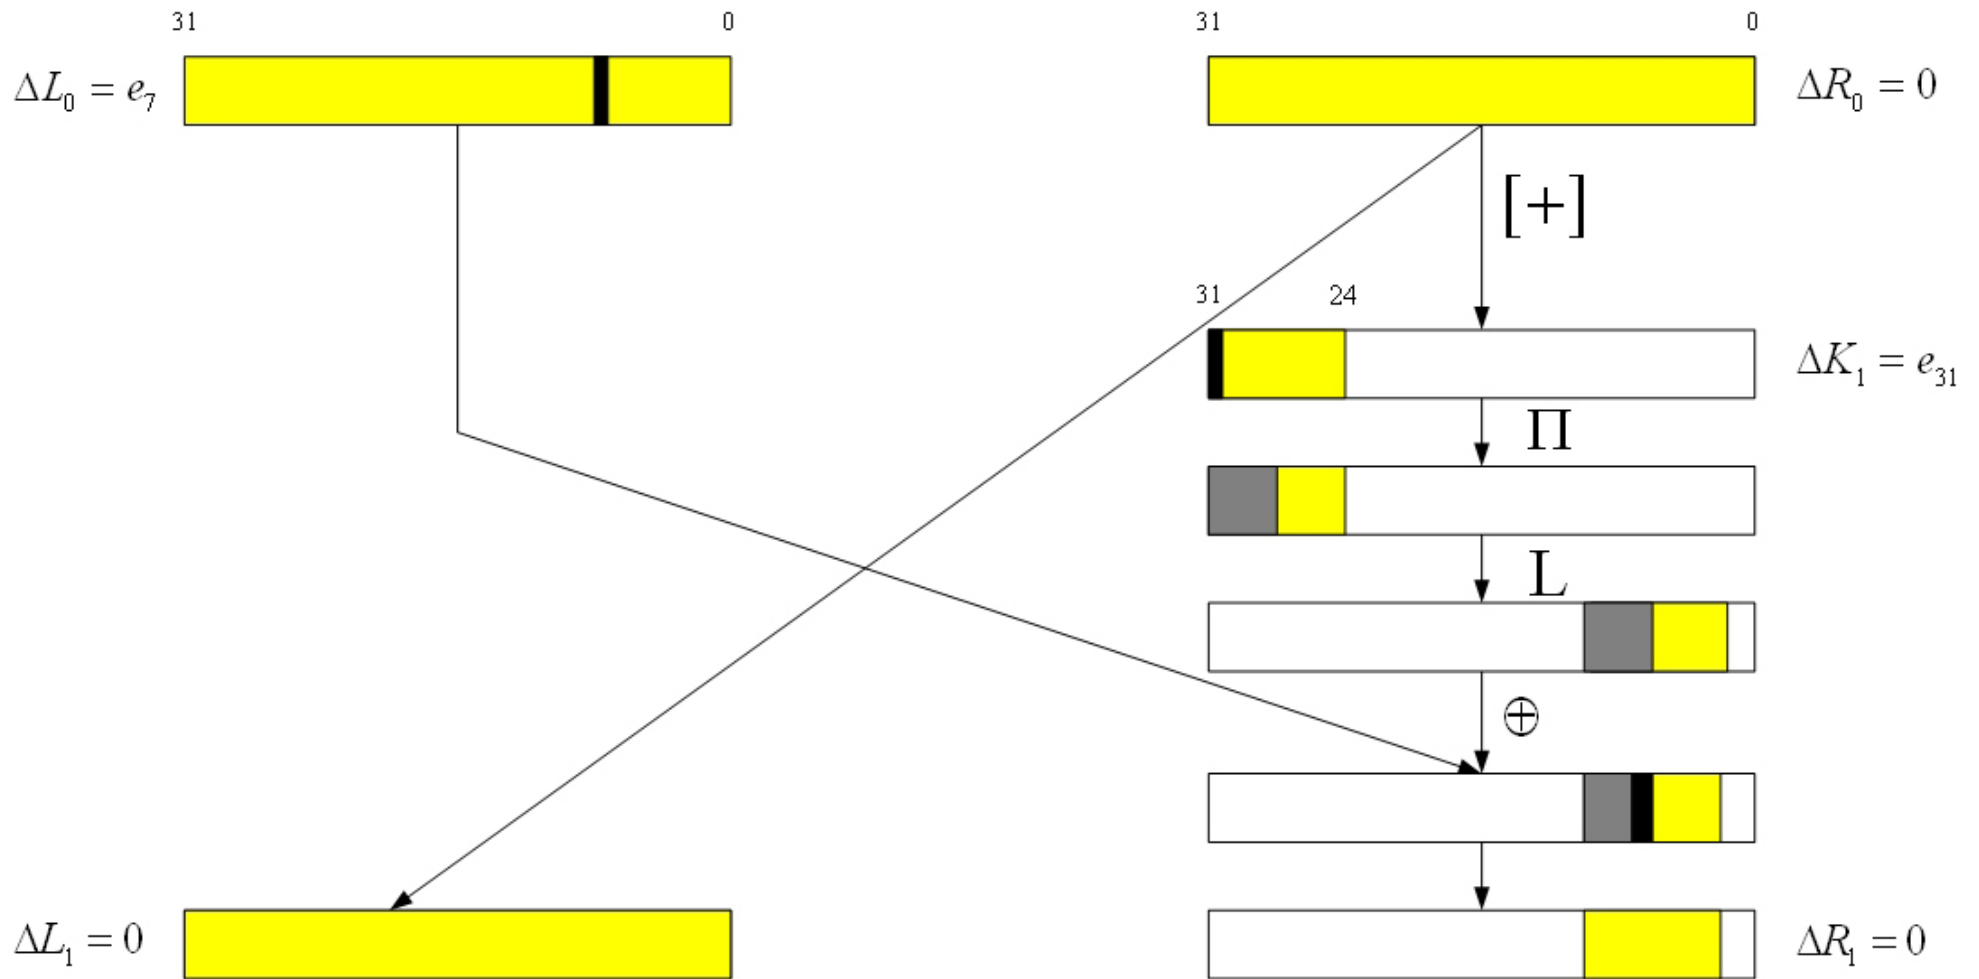 31 0 31 0
ΔL₀ = e₇ ΔR₀ = 0
[+]
31 24
ΔK₁ = e₃₁
Π
L
⊕
ΔL₁ = 0 ΔR₁ = 0